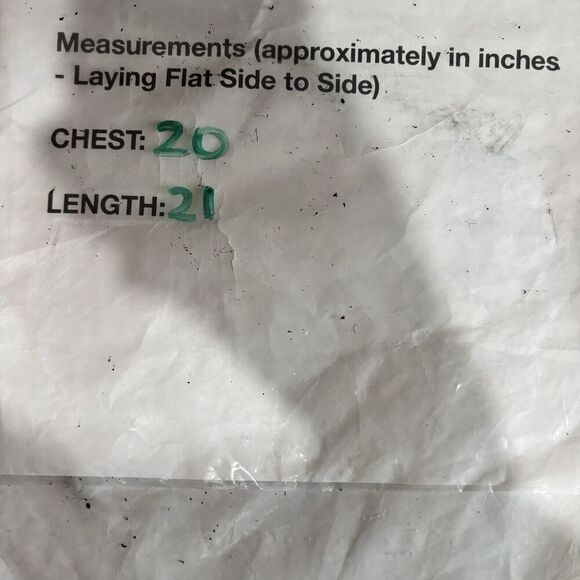 Measurements (approximately in inches
- Laying Flat Side to Side)
CHEST: 20
LENGTH: 21